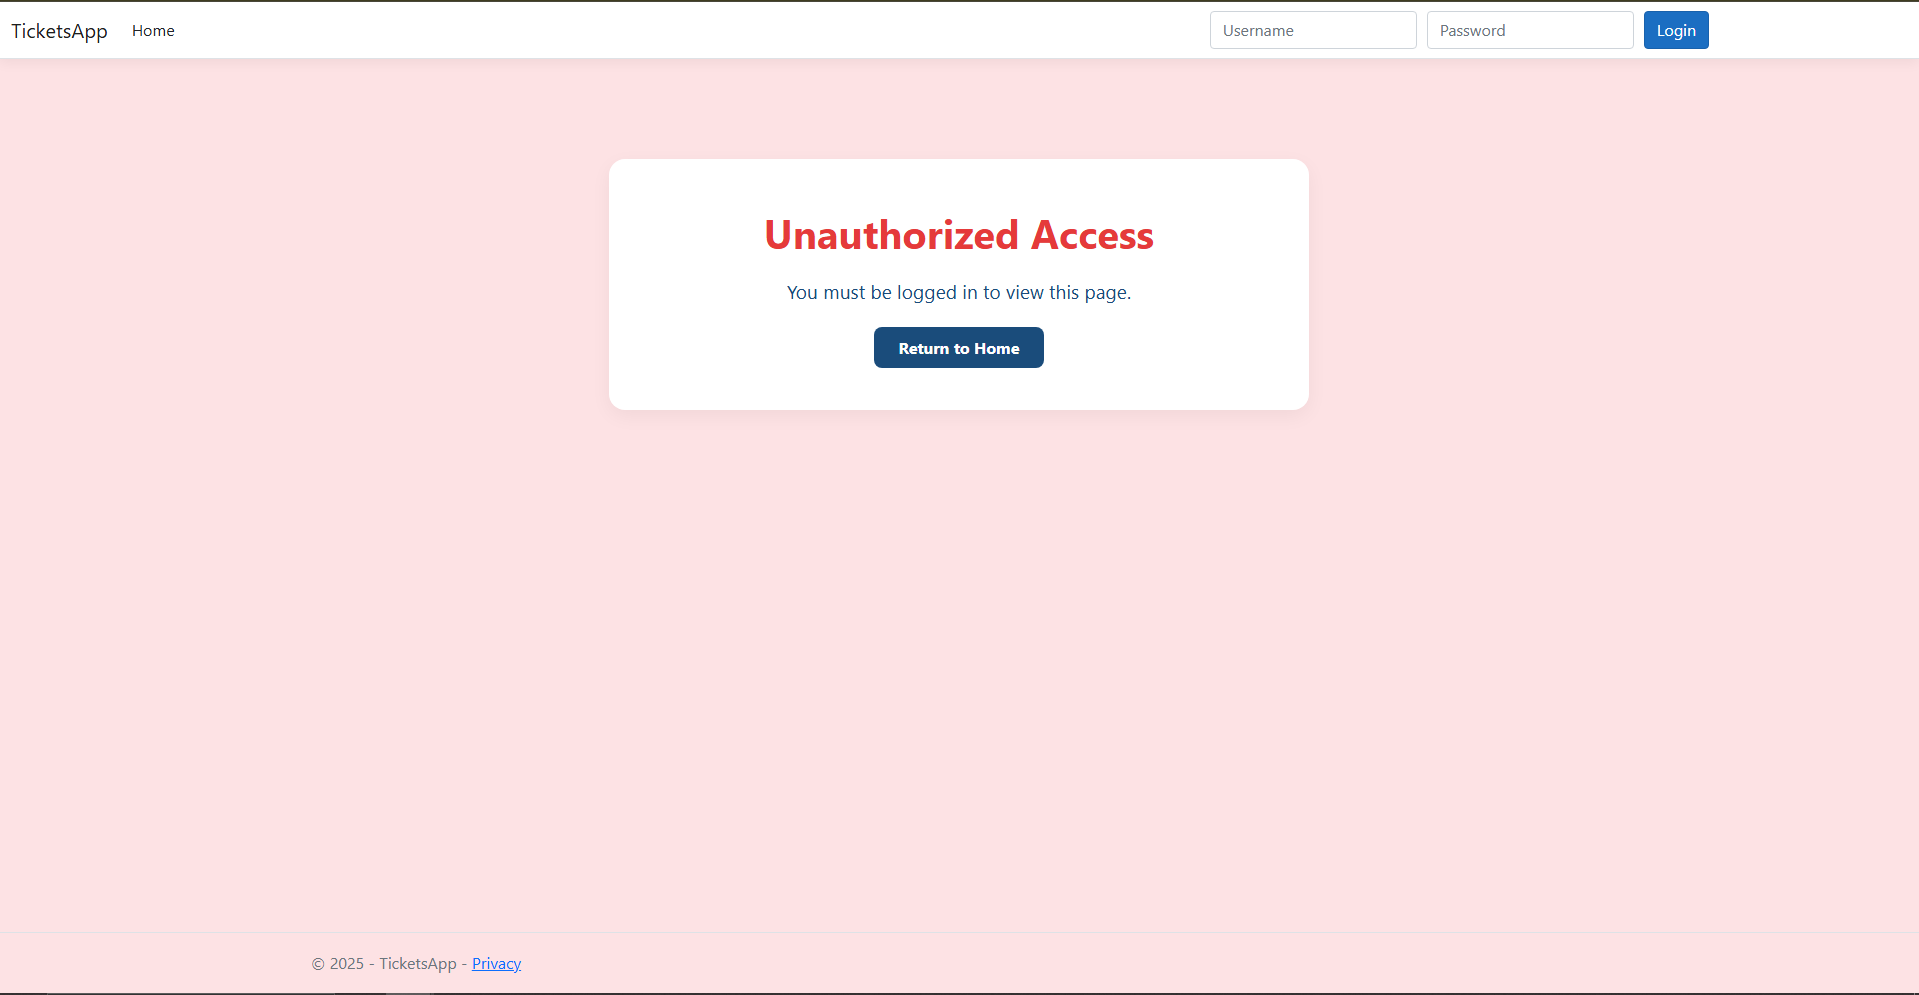 TicketsApp Home Username Password Login
Unauthorized Access
You must be logged in to view this page.
Return to Home
© 2025 - TicketsApp - Privacy